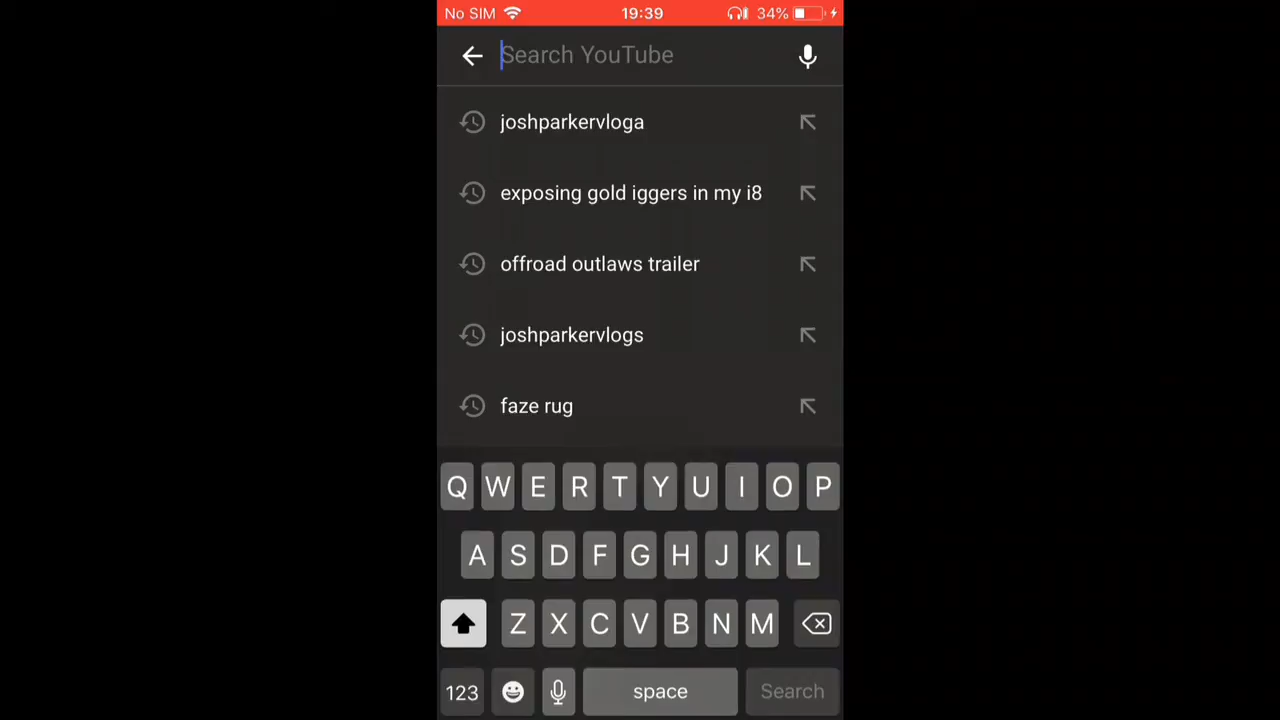 No SIM 19:39 34%
Search YouTube
joshparkervloga
exposing gold iggers in my i8
offroad outlaws trailer
joshparkervlogs
faze rug
Q W E R T Y U I O P
A S D F G H J K L
Z X C V B N M
123 space Search